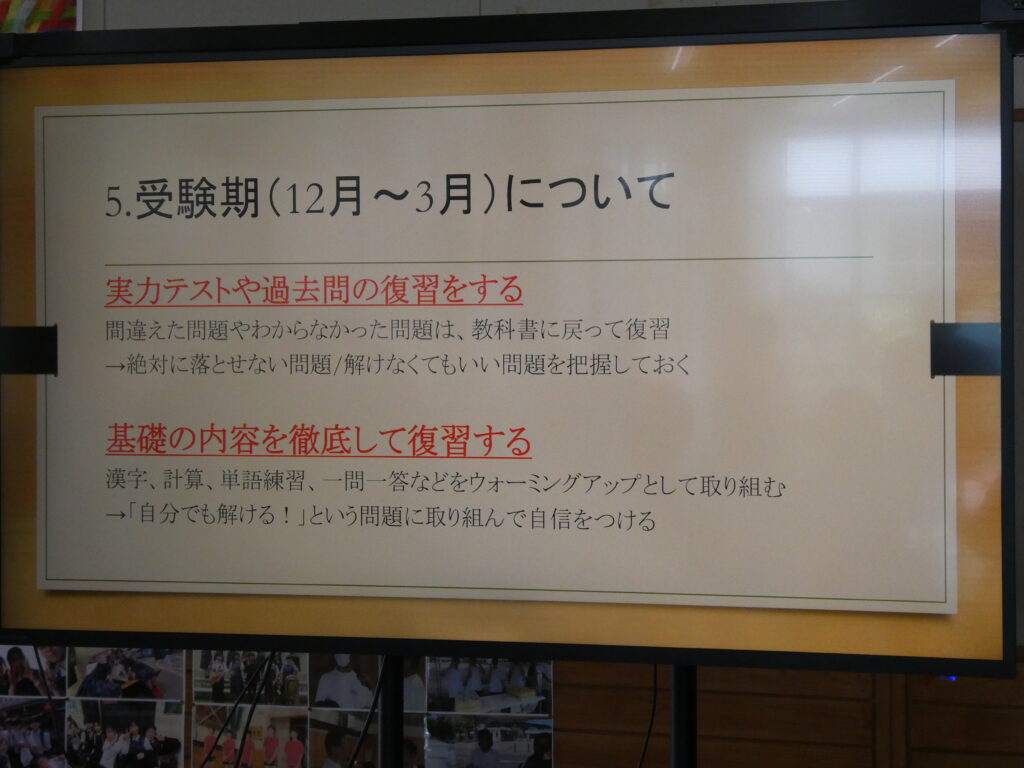 5.受験期（12月～3月）について
実力テストや過去問の復習をする
間違えた問題やわからなかった問題は、教科書に戻って復習
→絶対に落とせない問題/解けなくてもいい問題を把握しておく
基礎の内容を徹底して復習する
漢字、計算、単語練習、一問一答などをウォーミングアップとして取り組む
→「自分でも解ける！」という問題に取り組んで自信をつける